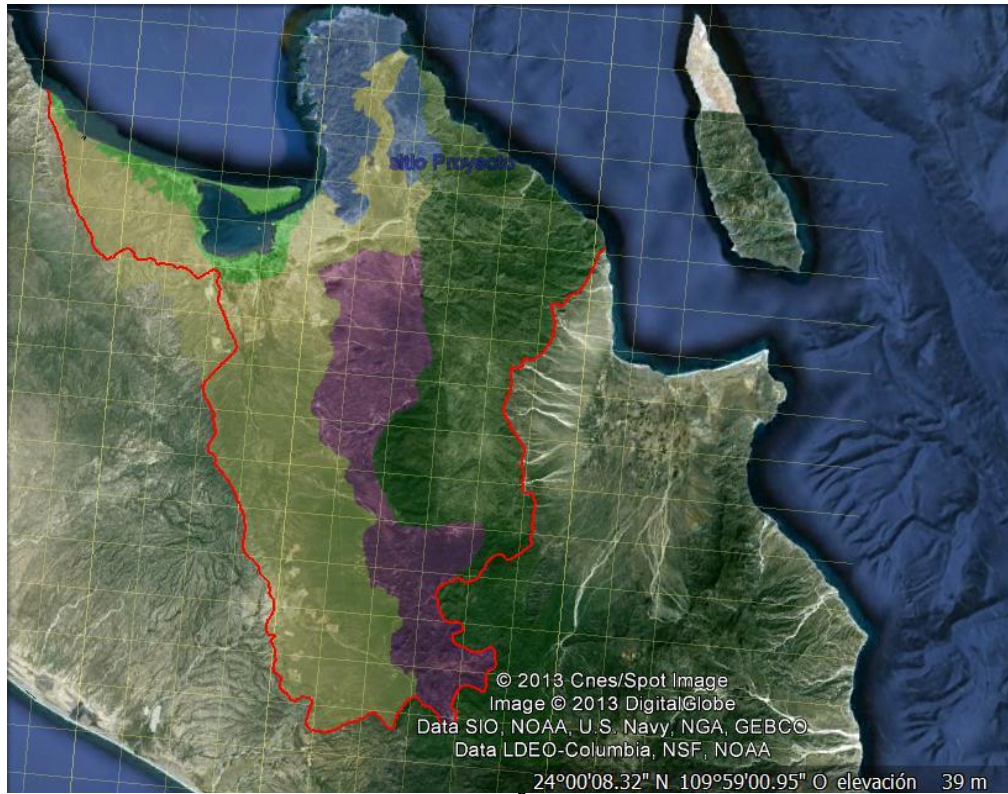 sitio Proyecto
© 2013 Cnes/Spot Image
Image © 2013 DigitalGlobe
Data SIO, NOAA, U.S. Navy, NGA, GEBCO
Data LDEO-Columbia, NSF, NOAA
24°00'08.32" N 109°59'00.95" O elevación 39 m